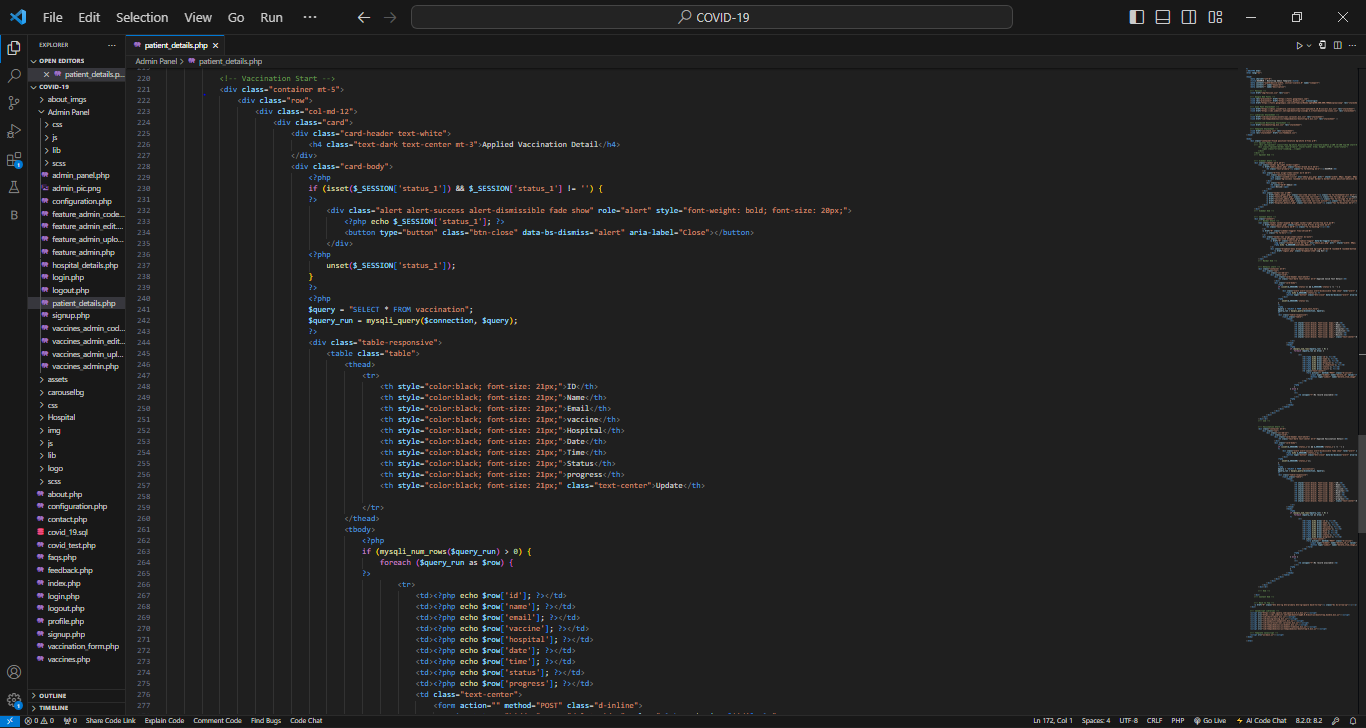 File Edit Selection View Go Run ··· COVID-19
EXPLORER ···
OPEN EDITORS
patient_details.p...
COVID-19
about_imgs
Admin Panel
css
js
lib
scss
admin_panel.php
admin_pic.png
configuration.php
feature_admin_code...
feature_admin_edit...
feature_admin_uplo...
feature_admin.php
hospital_details.php
login.php
logout.php
patient_details.php
signup.php
vaccines_admin_cod...
vaccines_admin_edit...
vaccines_admin_upl...
vaccines_admin.php
assets
carouselbg
css
Hospital
img
js
lib
logo
scss
about.php
configuration.php
contact.php
covid_19.sql
covid_test.php
faqs.php
feedback.php
index.php
login.php
logout.php
profile.php
signup.php
vaccination_form.php
vaccines.php
OUTLINE
TIMELINE
patient_details.php
Admin Panel > patient_details.php
220 <!-- Vaccination Start -->
221 <div class="container mt-5">
222 <div class="row">
223 <div class="col-md-12">
224 <div class="card">
225 <div class="card-header text-white">
226 <h4 class="text-dark text-center mt-3">Applied Vaccination Detail</h4>
227 </div>
228 <div class="card-body">
229 <?php
230 if (isset($_SESSION['status_1']) && $_SESSION['status_1'] != '') {
231 ?>
232 <div class="alert alert-success alert-dismissible fade show" role="alert" style="font-weight: bold; font-size: 20px;">
233 <?php echo $_SESSION['status_1']; ?>
234 <button type="button" class="btn-close" data-bs-dismiss="alert" aria-label="Close"></button>
235 </div>
236 <?php
237 unset($_SESSION['status_1']);
238 }
239 ?>
240 <?php
241 $query = "SELECT * FROM vaccination";
242 $query_run = mysqli_query($connection, $query);
243 ?>
244 <div class="table-responsive">
245 <table class="table">
246 <thead>
247 <tr>
248 <th style="color:black; font-size: 21px;">ID</th>
249 <th style="color:black; font-size: 21px;">Name</th>
250 <th style="color:black; font-size: 21px;">Email</th>
251 <th style="color:black; font-size: 21px;">vaccine</th>
252 <th style="color:black; font-size: 21px;">Hospital</th>
253 <th style="color:black; font-size: 21px;">Date</th>
254 <th style="color:black; font-size: 21px;">Time</th>
255 <th style="color:black; font-size: 21px;">Status</th>
256 <th style="color:black; font-size: 21px;">progress</th>
257 <th style="color:black; font-size: 21px;" class="text-center">Update</th>
258
259 </tr>
260 </thead>
261 <tbody>
262 <?php
263 if (mysqli_num_rows($query_run) > 0) {
264 foreach ($query_run as $row) {
265 ?>
266 <tr>
267 <td><?php echo $row['id']; ?></td>
268 <td><?php echo $row['name']; ?></td>
269 <td><?php echo $row['email']; ?></td>
270 <td><?php echo $row['vaccine']; ?></td>
271 <td><?php echo $row['hospital']; ?></td>
272 <td><?php echo $row['date']; ?></td>
273 <td><?php echo $row['time']; ?></td>
274 <td><?php echo $row['status']; ?></td>
275 <td><?php echo $row['progress']; ?></td>
276 <td class="text-center">
277 <form action="" method="POST" class="d-inline">
0 0 0 Share Code Link Explain Code Comment Code Find Bugs Code Chat Ln 172, Col 1 Spaces: 4 UTF-8 CRLF PHP Go Live AI Code Chat 8.2.0: 8.2